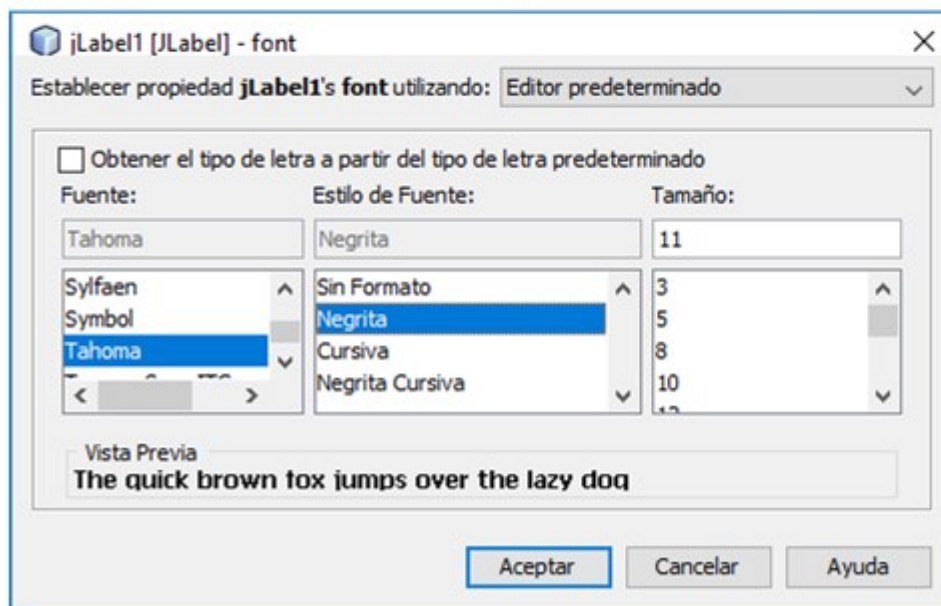 jLabel1 [JLabel] - font
Establecer propiedad jLabel1's font utilizando: Editor predeterminado
Obtener el tipo de letra a partir del tipo de letra predeterminado
Fuente: Estilo de Fuente: Tamaño:
Tahoma Negrita 11
Sylfaen Sin Formato 3
Symbol Negrita 5
Tahoma Cursiva 8
Negrita Cursiva 10
Vista Previa
The quick brown fox jumps over the lazy dog
Aceptar Cancelar Ayuda